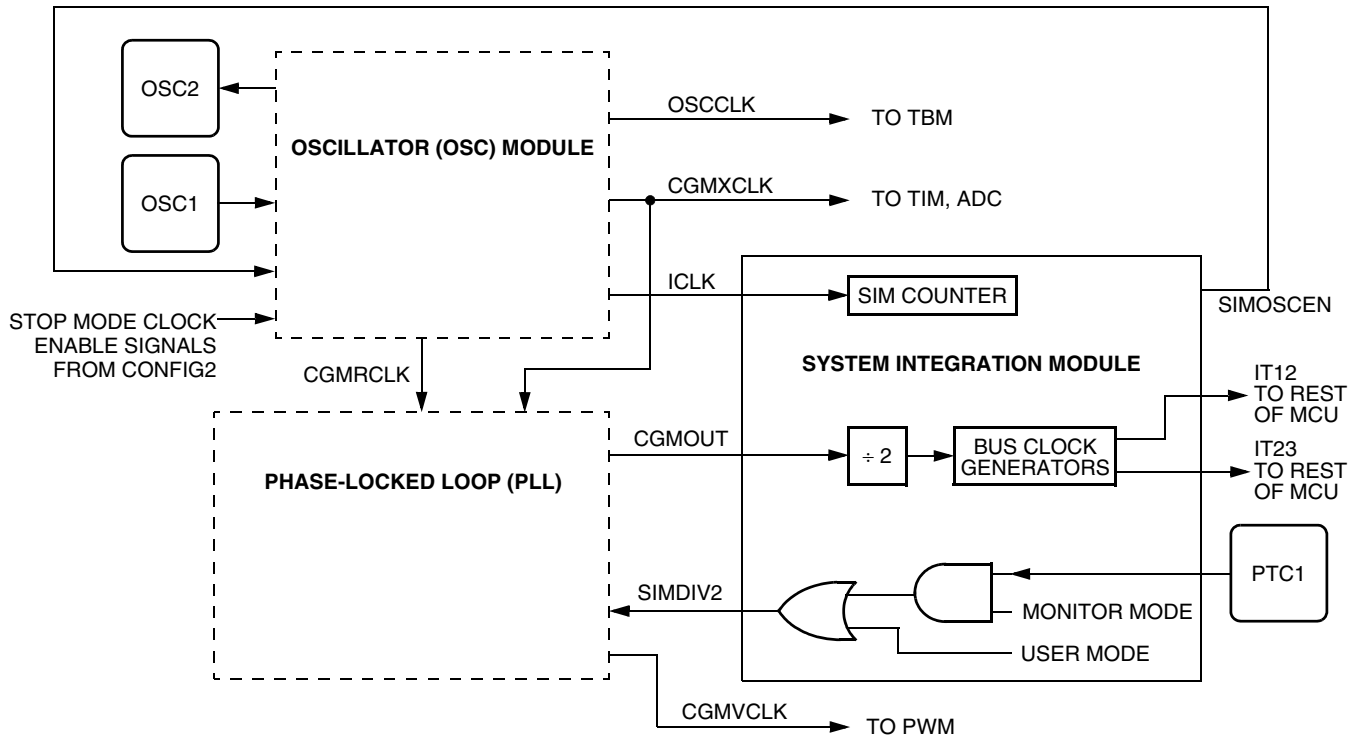 OSC2
OSCCLK
TO TBM
OSCILLATOR (OSC) MODULE
OSC1
CGMXCLK
TO TIM, ADC
ICLK
SIM COUNTER
SIMOSCEN
STOP MODE CLOCK
ENABLE SIGNALS
FROM CONFIG2
SYSTEM INTEGRATION MODULE
CGMRCLK
IT12
TO REST
OF MCU
CGMOUT
÷ 2
BUS CLOCK
GENERATORS
IT23
TO REST
OF MCU
PHASE-LOCKED LOOP (PLL)
PTC1
SIMDIV2
MONITOR MODE
USER MODE
CGMVCLK
TO PWM